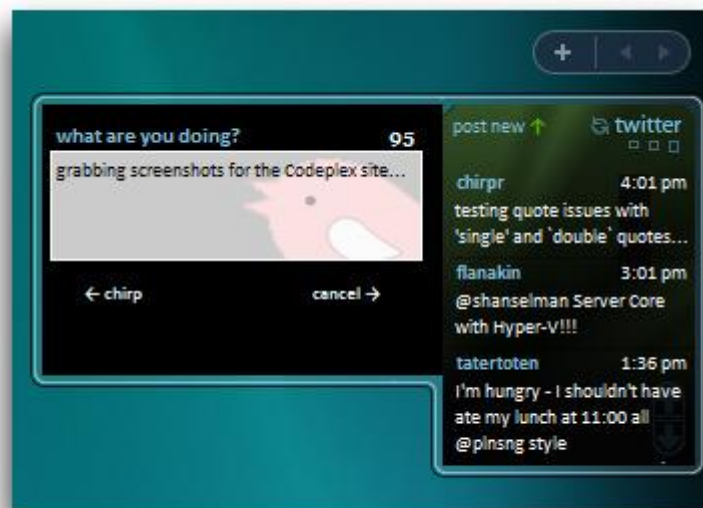 what are you doing?
95
grabbing screenshots for the Codeplex site...
← chirp
cancel →
post new ↑
twitter
chirpr
4:01 pm
testing quote issues with
'single' and `double` quotes...
flanakin
3:01 pm
@shanselman Server Core
with Hyper-V!!!
tatertoten
1:36 pm
I'm hungry - I shouldn't have
ate my lunch at 11:00 all
@plnsng style